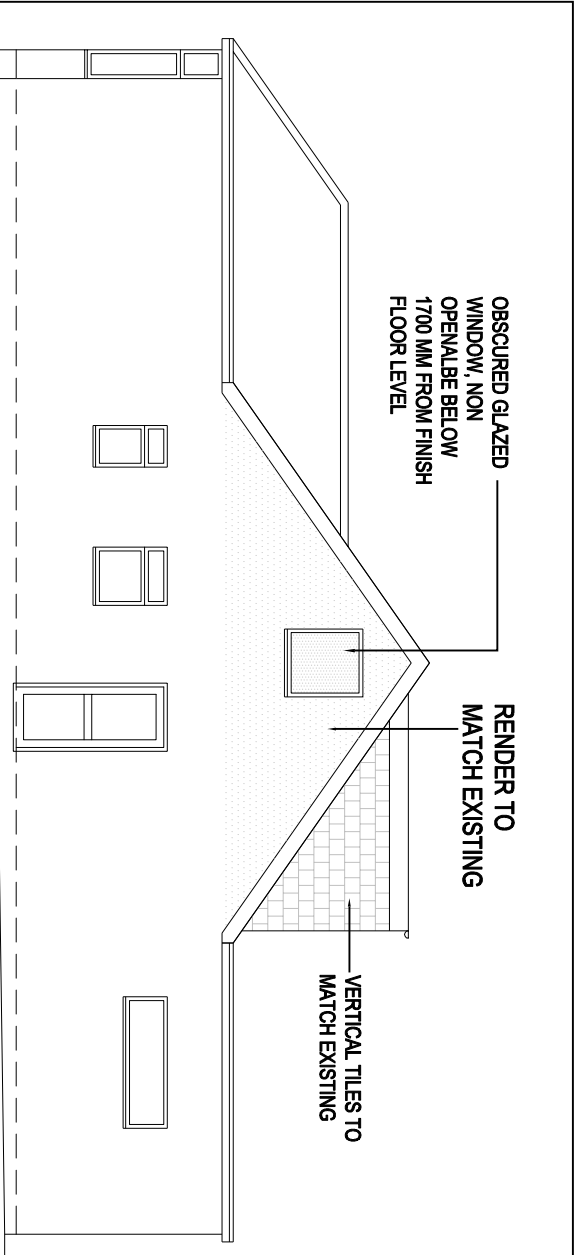 OBSCURED GLAZED
WINDOW, NON
OPENALBE BELOW
1700 MM FROM FINISH
FLOOR LEVEL
RENDER TO
MATCH EXISTING
VERTICAL TILES TO
MATCH EXISTING